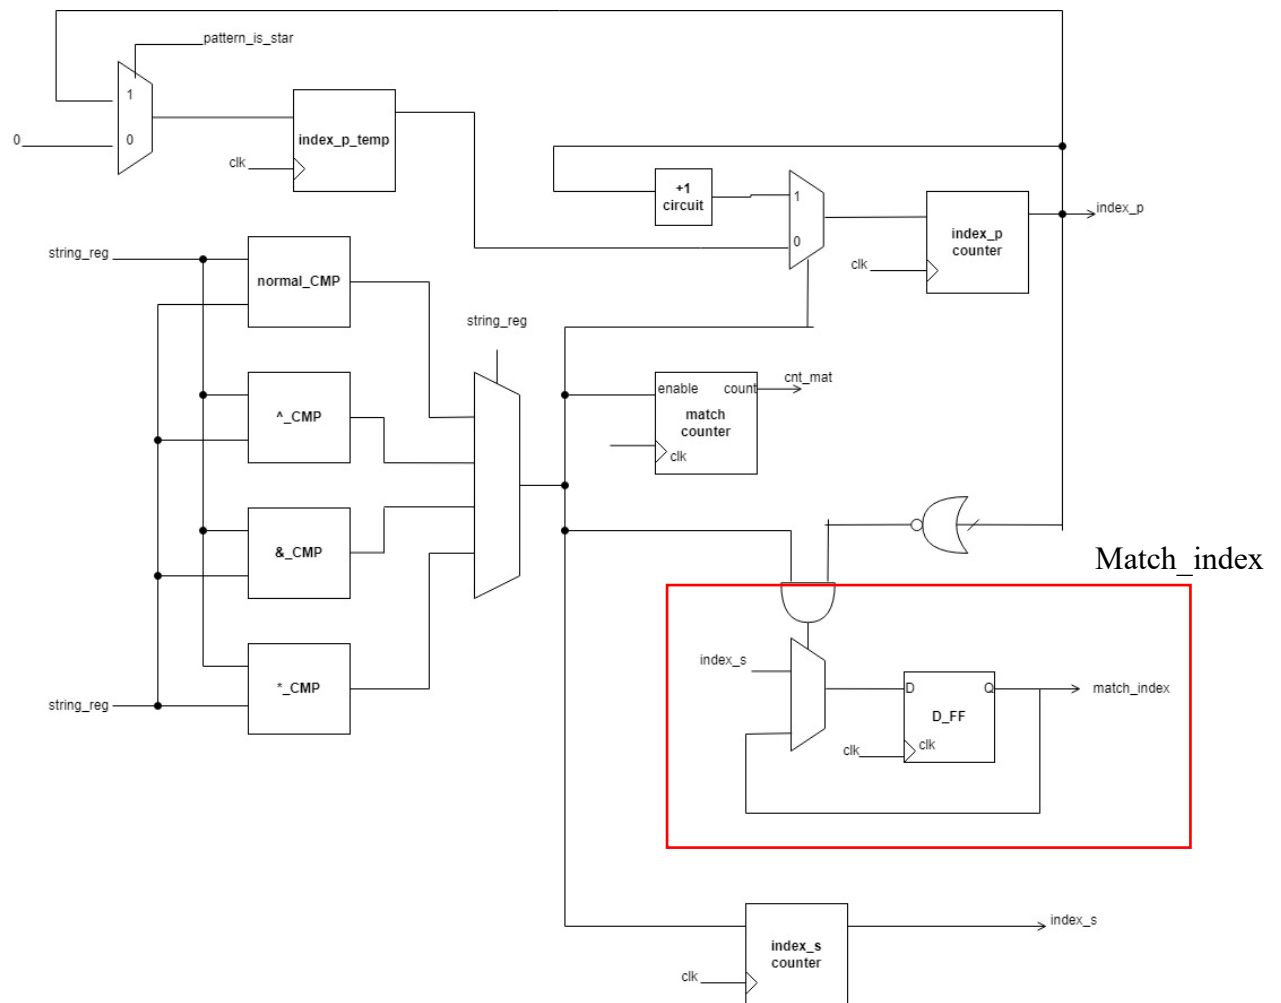 pattern_is_star
1
0
0
index_p_temp
clk
+1
circuit
1
0
index_p
counter
clk
index_p
string_reg
normal_CMP
string_reg
^_CMP
enable
count
match
counter
clk
cnt_mat
&_CMP
Match_index
*_CMP
string_reg
index_s
D
Q
D_FF
clk
clk
match_index
index_s
counter
clk
index_s